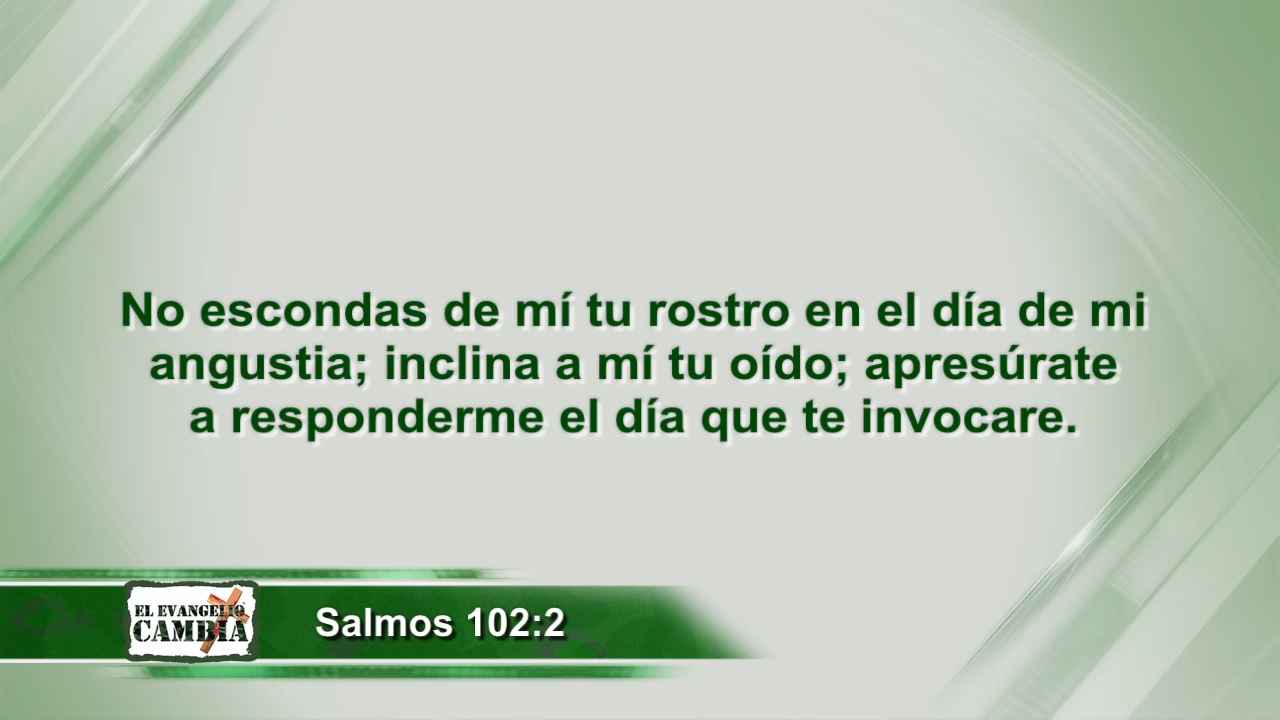 No escondas de mí tu rostro en el día de mi
angustia; inclina a mí tu oído; apresúrate
a responderme el día que te invocare.
EL EVANGELIO
CAMBIA
Salmos 102:2